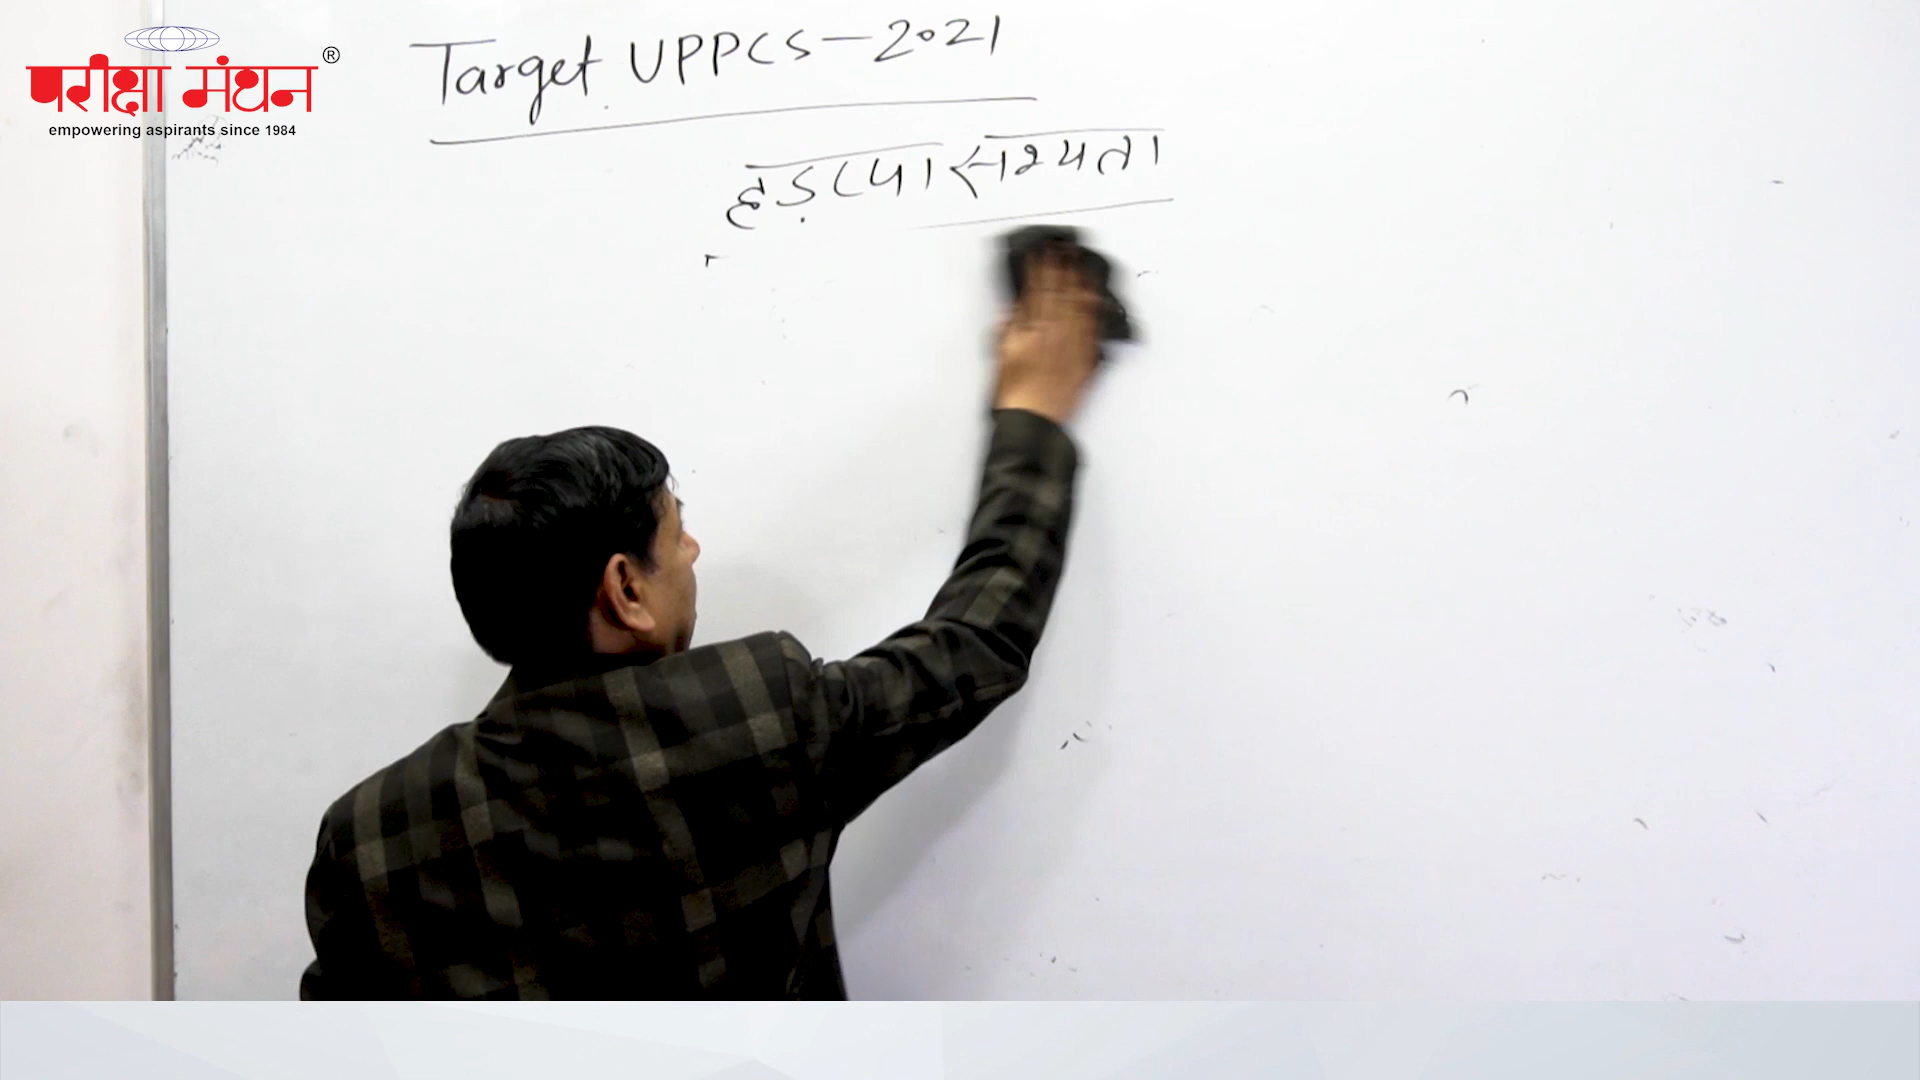 परीक्षा मंथन®
empowering aspirants since 1984
Target UPPCS-2021
हड़प्पा सभ्यता